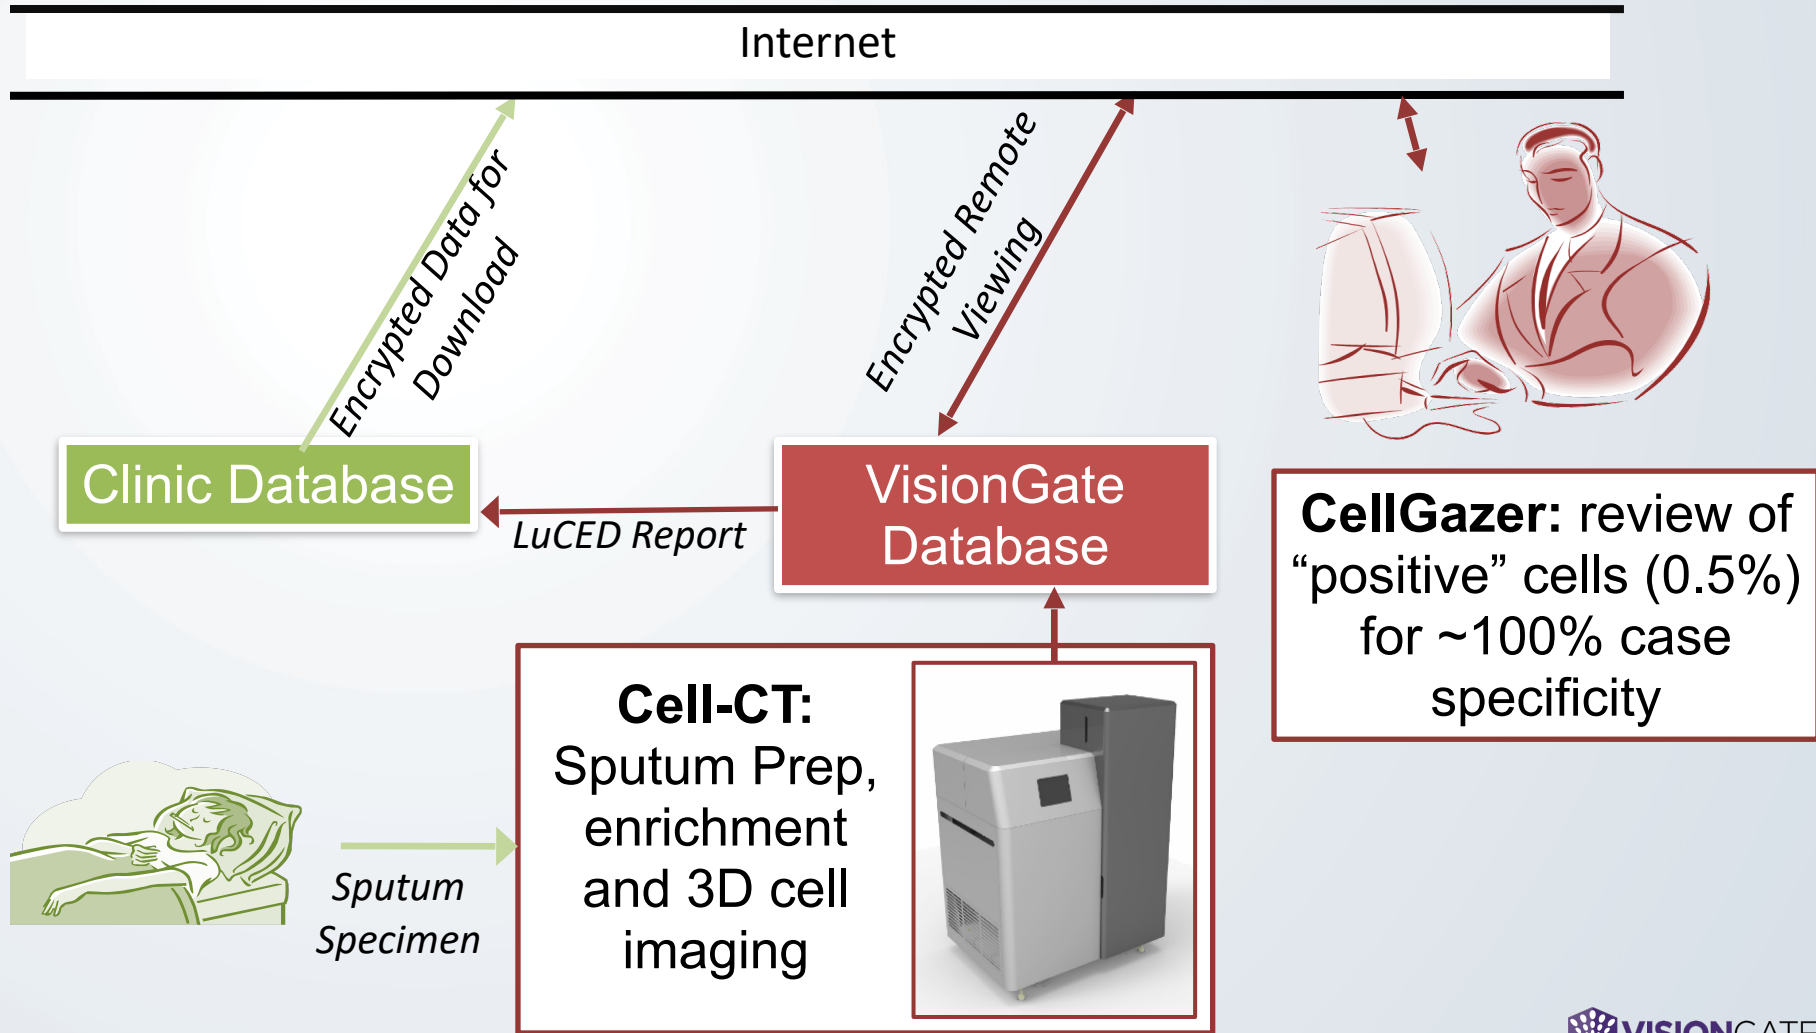 Internet
Encrypted Data for
Download
Encrypted Remote
Viewing
Clinic Database
LuCED Report
VisionGate
Database
CellGazer: review of
“positive” cells (0.5%)
for ~100% case
specificity
Cell-CT:
Sputum Prep,
enrichment
and 3D cell
imaging
Sputum
Specimen
VISIONGATE